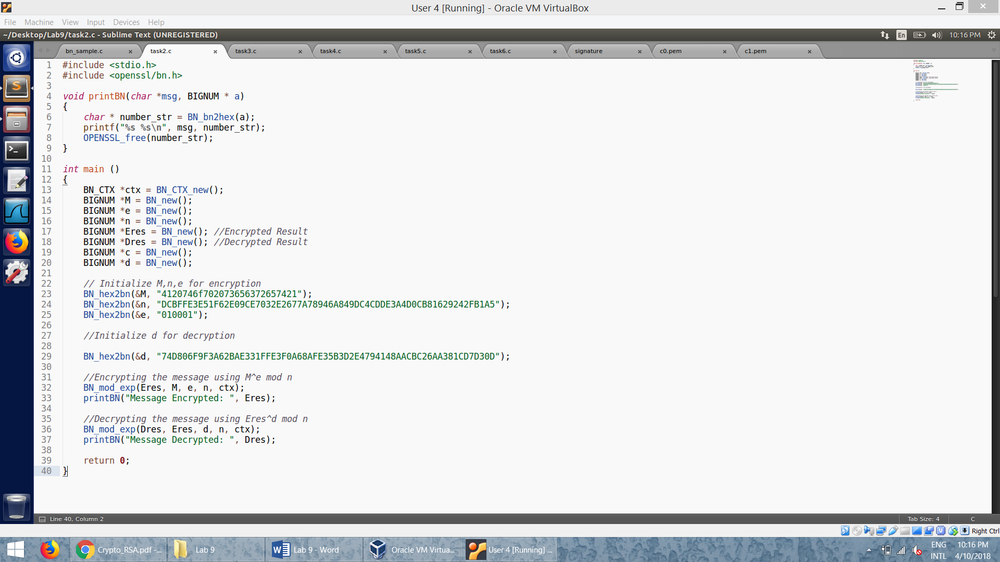 User 4 [Running] - Oracle VM VirtualBox
File Machine View Input Devices Help
~/Desktop/Lab9/task2.c - Sublime Text (UNREGISTERED)
En 10:16 PM
bn_sample.c x task2.c x task3.c x task4.c x task5.c x task6.c x signature x c0.pem x c1.pem x
1 #include <stdio.h>
2 #include <openssl/bn.h>
3
4 void printBN(char *msg, BIGNUM * a)
5 {
6 char * number_str = BN_bn2hex(a);
7 printf("%s %s\n", msg, number_str);
8 OPENSSL_free(number_str);
9 }
10
11 int main ()
12 {
13 BN_CTX *ctx = BN_CTX_new();
14 BIGNUM *M = BN_new();
15 BIGNUM *e = BN_new();
16 BIGNUM *n = BN_new();
17 BIGNUM *Eres = BN_new(); //Encrypted Result
18 BIGNUM *Dres = BN_new(); //Decrypted Result
19 BIGNUM *c = BN_new();
20 BIGNUM *d = BN_new();
21
22 // Initialize M,n,e for encryption
23 BN_hex2bn(&M, "4120746f702073656372657421");
24 BN_hex2bn(&n, "DCBFFE3E51F62E09CE7032E2677A78946A849DC4CDDE3A4D0CB81629242FB1A5");
25 BN_hex2bn(&e, "010001");
26
27 //Initialize d for decryption
28
29 BN_hex2bn(&d, "74D806F9F3A62BAE331FFE3F0A68AFE35B3D2E4794148AACBC26AA381CD7D30D");
30
31 //Encrypting the message using M^e mod n
32 BN_mod_exp(Eres, M, e, n, ctx);
33 printBN("Message Encrypted: ", Eres);
34
35 //Decrypting the message using Eres^d mod n
36 BN_mod_exp(Dres, Eres, d, n, ctx);
37 printBN("Message Decrypted: ", Dres);
38
39 return 0;
40 }
Line 40, Column 2 Tab Size: 4 C
Right Ctrl
Crypto_RSA.pdf -... Lab 9 Lab 9 - Word Oracle VM Virtua... User 4 [Running] ... ENG 10:16 PM
INTL 4/10/2018